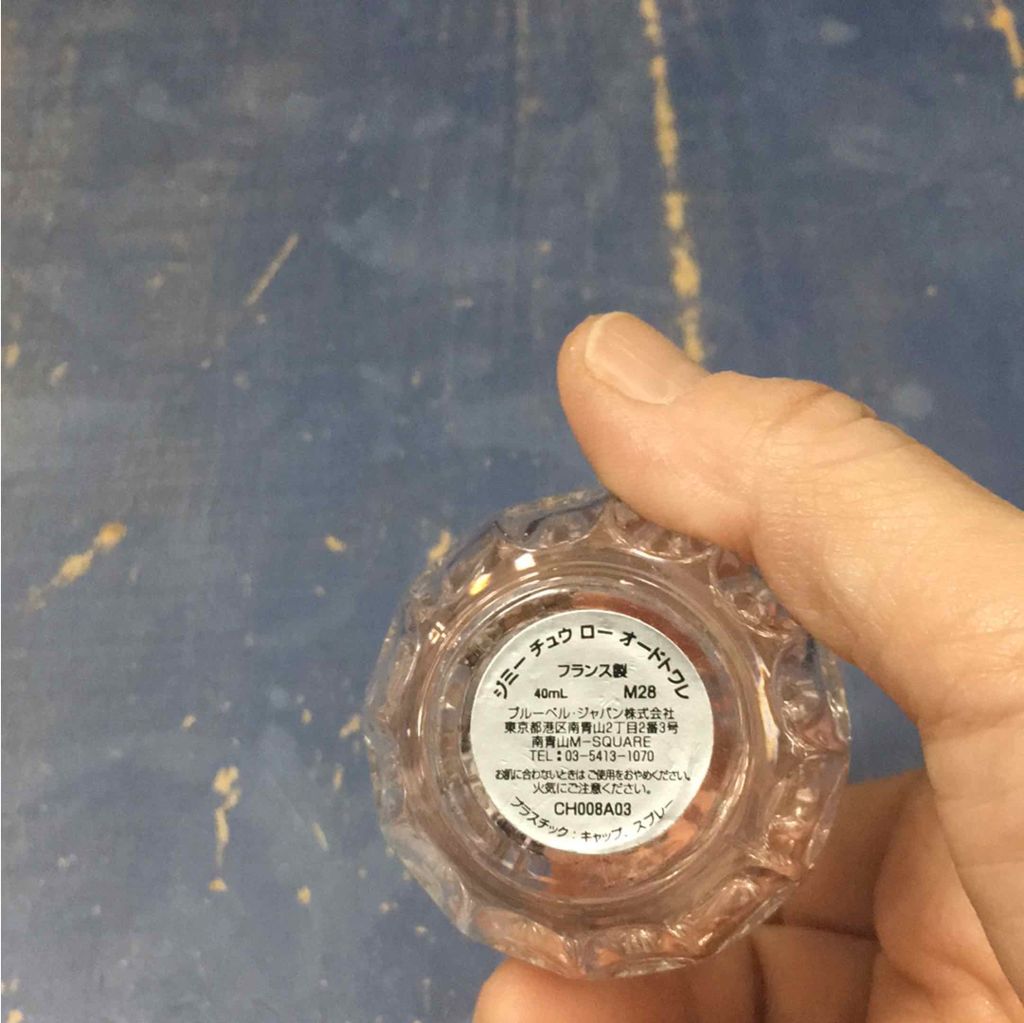 ジミー チュウ ロー オードトワレ
フランス製
40mL M28
ブルーベル・ジャパン株式会社
東京都港区南青山2丁目2番3号
南青山M-SQUARE
TEL:03-5413-1070
お肌に合わないときは ご使用をおやめください。
火気にご注意ください。
CH008A03
プラスチック:キャップ、スプレー